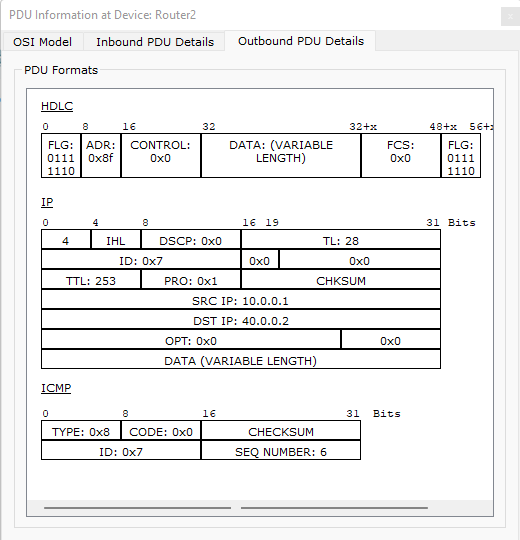 PDU Information at Device: Router2
OSI Model Inbound PDU Details Outbound PDU Details
PDU Formats
HDLC
0 8 16 32 32+x 48+x 56+x
FLG: 0111 1110 ADR: 0x8f CONTROL: 0x0 DATA: (VARIABLE LENGTH) FCS: 0x0 FLG: 0111 1110
IP
0 4 8 16 19 31 Bits
4 IHL DSCP: 0x0 TL: 28
ID: 0x7 0x0 0x0
TTL: 253 PRO: 0x1 CHKSUM
SRC IP: 10.0.0.1
DST IP: 40.0.0.2
OPT: 0x0 0x0
DATA (VARIABLE LENGTH)
ICMP
0 8 16 31 Bits
TYPE: 0x8 CODE: 0x0 CHECKSUM
ID: 0x7 SEQ NUMBER: 6